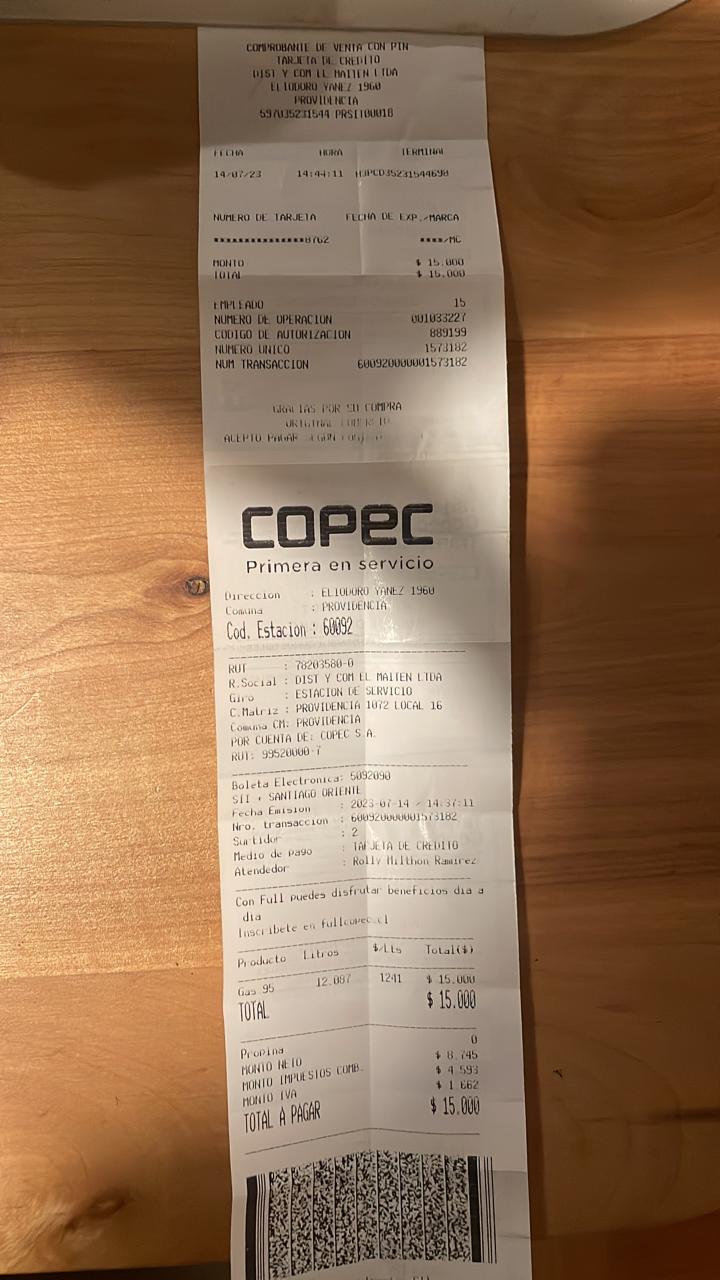 COMPROBANTE DE VENTA CON PIN
TARJETA DE CREDITO
DIST Y COM EL MAITEN LTDA
ELIODORO YANEZ 1960
PROVIDENCIA
597035231544 PRSI100018
FECHA HORA TERMINAL
14/07/23 14:44:11 HJPCD35231544690
NUMERO DE TARJETA FECHA DE EXP./MARCA
***************8762 ****/MC
MONTO $ 15.000
TOTAL $ 15.000
EMPLEADO 15
NUMERO DE OPERACION 001033227
CODIGO DE AUTORIZACION 889199
NUMERO UNICO 1573182
NUM TRANSACCION 600920000001573182
GRACIAS POR SU COMPRA
ORIGINAL COMERCIO
ACEPTO PAGAR SEGUN
COPEC
Primera en servicio
Direccion : ELIODORO YANEZ 1960
Comuna : PROVIDENCIA
Cod. Estacion : 60092
RUT : 78203580-0
R.Social : DIST Y COM EL MAITEN LTDA
Giro : ESTACION DE SERVICIO
C.Matriz : PROVIDENCIA 1072 LOCAL 16
Comuna CM: PROVIDENCIA
POR CUENTA DE: COPEC S.A.
RUT: 99520000-7
Boleta Electronica: 5092090
SII - SANTIAGO ORIENTE
Fecha Emision : 2023-07-14 / 14:37:11
Nro. transaccion : 600920000001573182
Surtidor : 2
Medio de pago : TARJETA DE CREDITO
Atendedor : Rolly Milthon Ramirez
Con Full puedes disfrutar beneficios dia a
dia
Inscribete en fullcopec.cl
Producto Litros $/Lts Total($)
Gas 95 12.087 1241 $ 15.000
TOTAL $ 15.000
Propina 0
MONTO NETO $ 8.745
MONTO IMPUESTOS COMB. $ 4.593
MONTO IVA $ 1.662
TOTAL A PAGAR $ 15.000